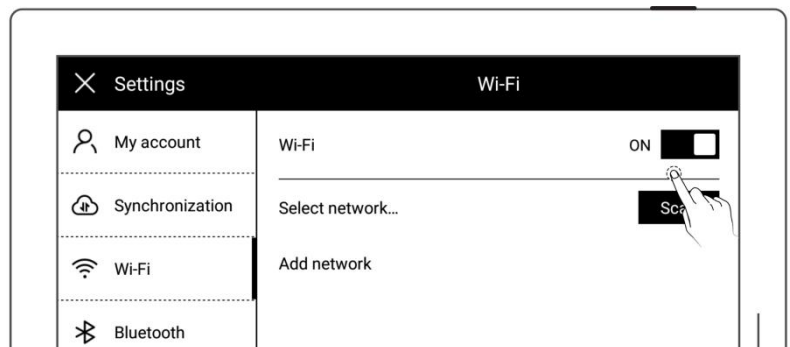 Settings
Wi-Fi
My account
Synchronization
Wi-Fi
Bluetooth
Wi-Fi ON
Select network...
Add network